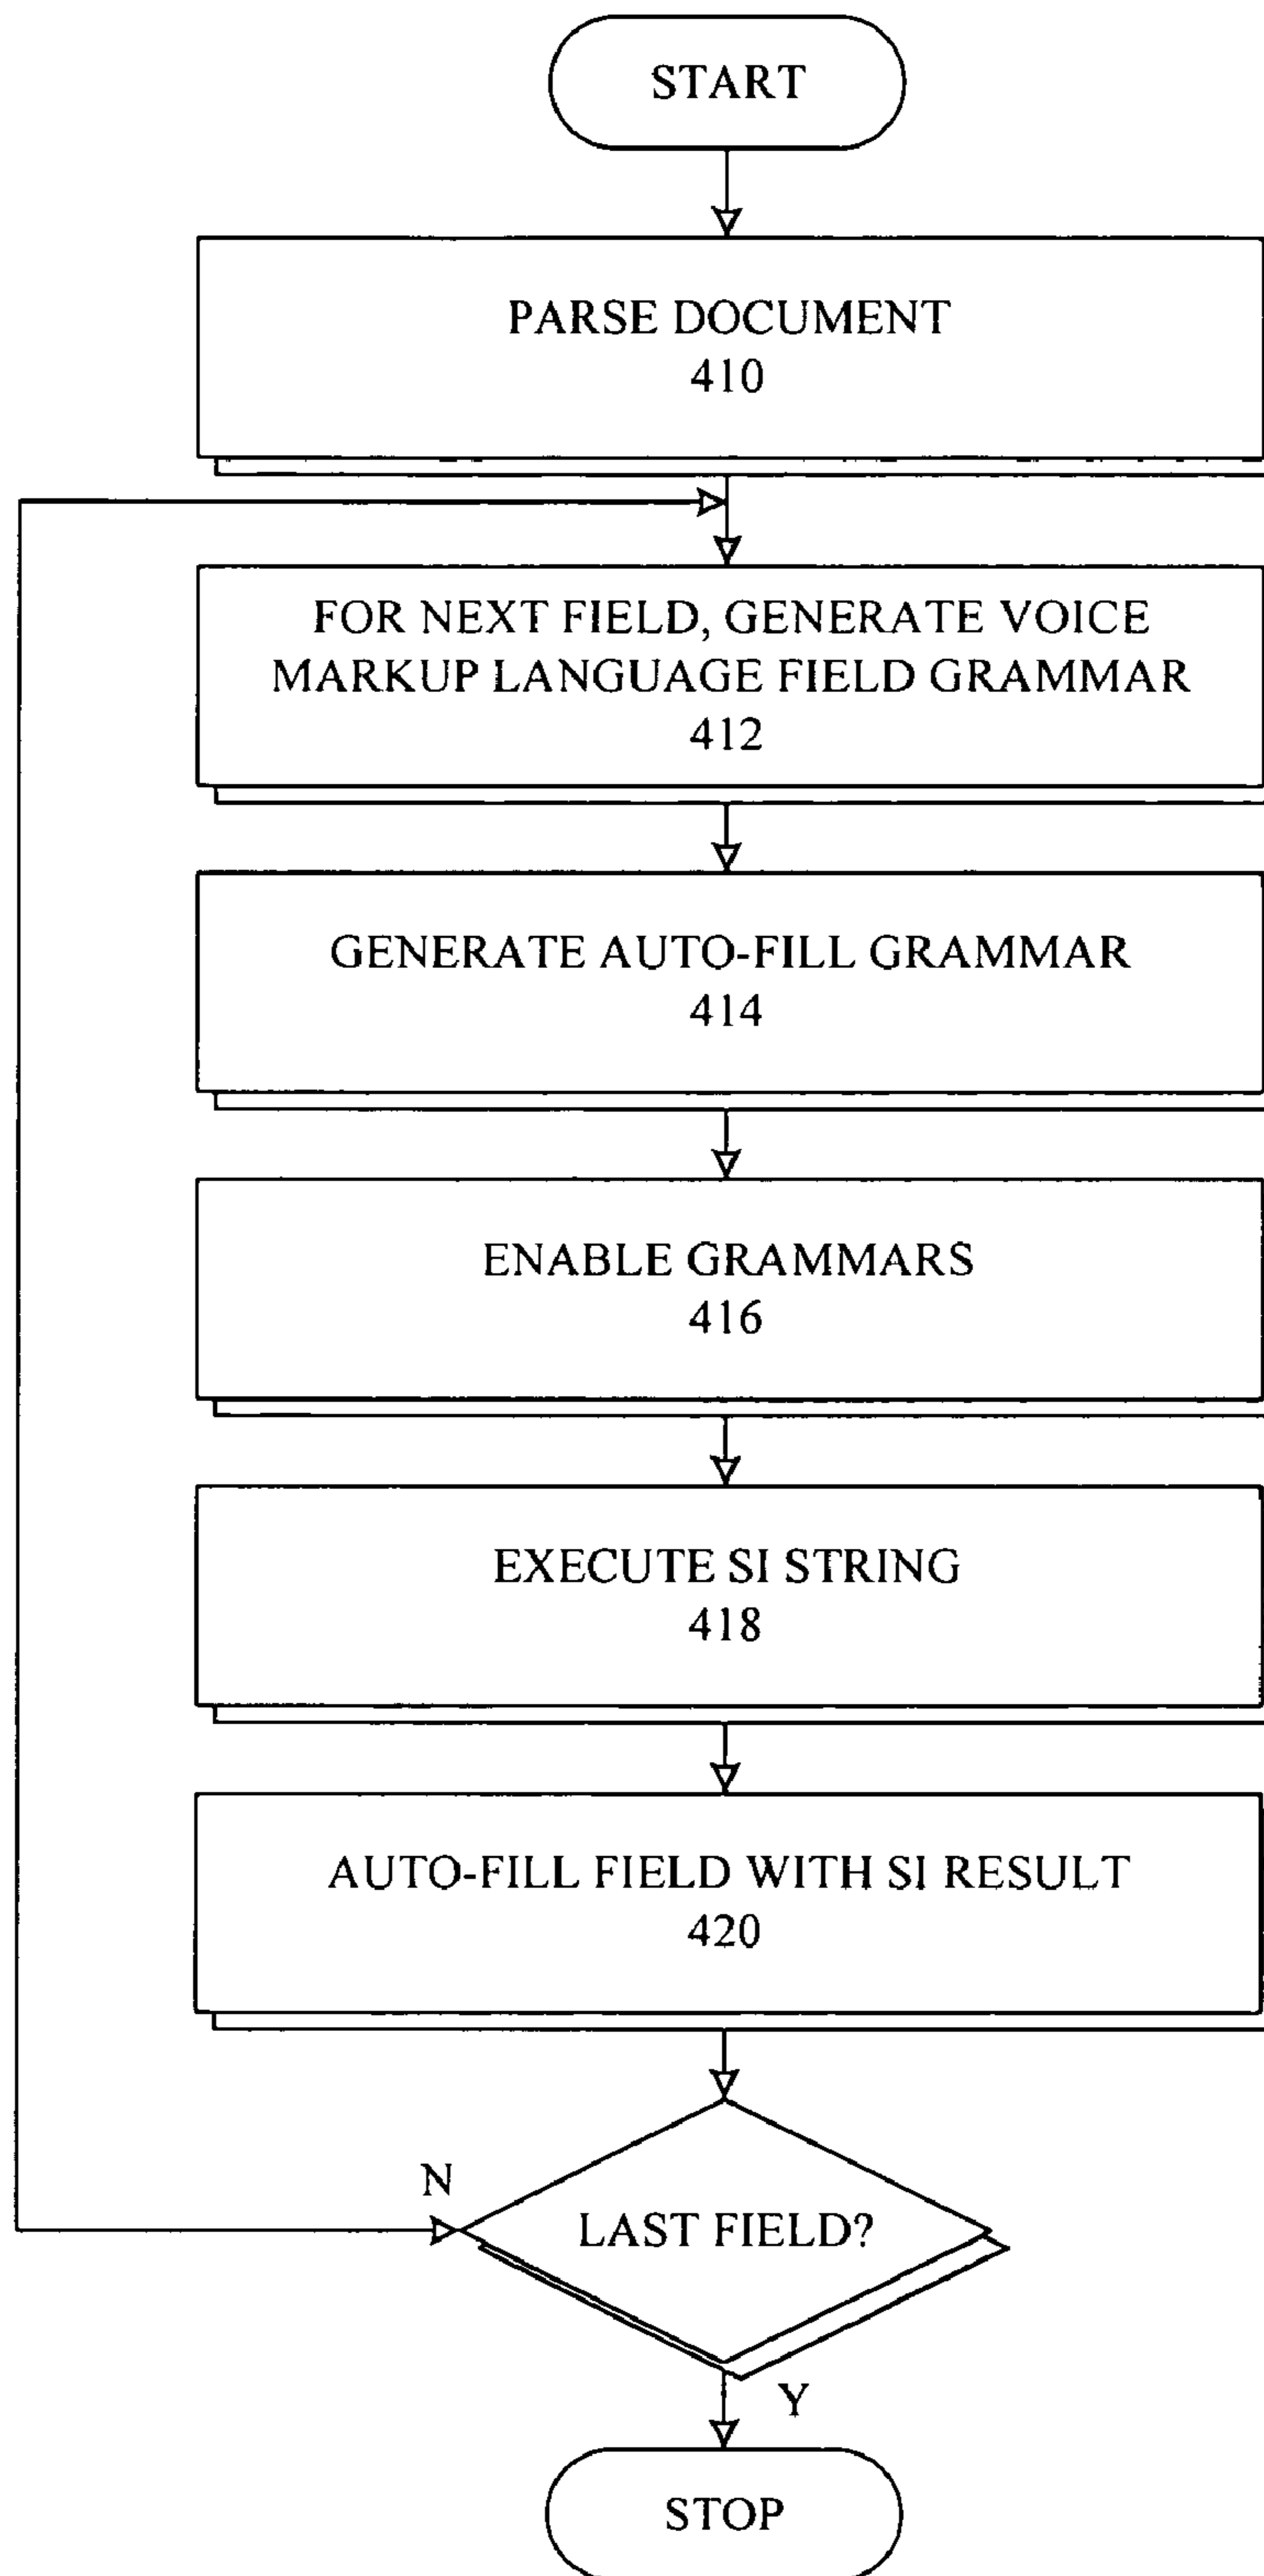 START
PARSE DOCUMENT
410
FOR NEXT FIELD, GENERATE VOICE
MARKUP LANGUAGE FIELD GRAMMAR
412
GENERATE AUTO-FILL GRAMMAR
414
ENABLE GRAMMARS
416
EXECUTE SI STRING
418
AUTO-FILL FIELD WITH SI RESULT
420
N
LAST FIELD?
Y
STOP